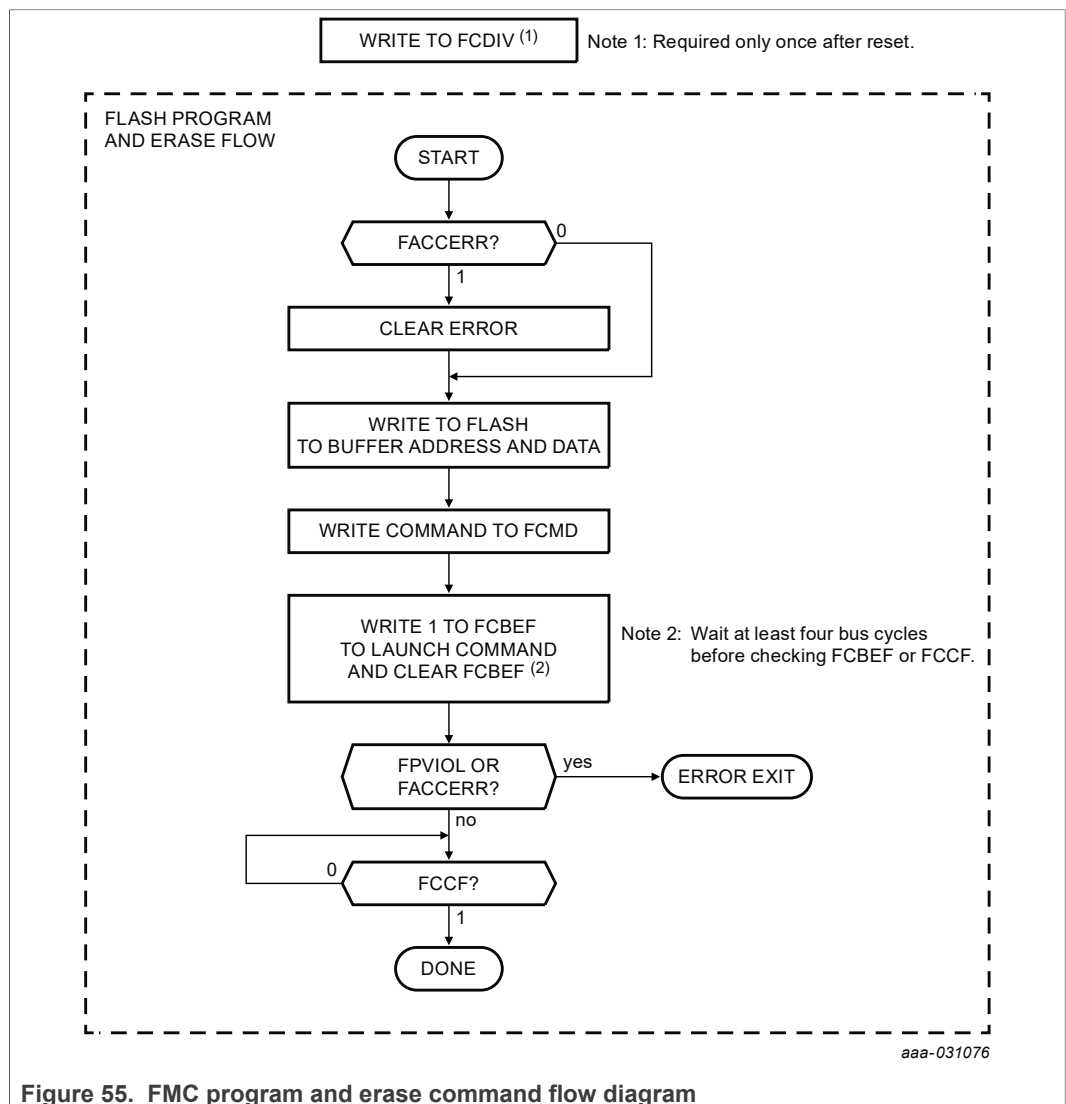 WRITE TO FCDIV (1)
Note 1: Required only once after reset.
FLASH PROGRAM
AND ERASE FLOW
START
FACCERR?
0
1
CLEAR ERROR
WRITE TO FLASH
TO BUFFER ADDRESS AND DATA
WRITE COMMAND TO FCMD
WRITE 1 TO FCBEF
TO LAUNCH COMMAND
AND CLEAR FCBEF (2)
Note 2: Wait at least four bus cycles
before checking FCBEF or FCCF.
FPVIOL OR
FACCERR?
yes
ERROR EXIT
no
0
FCCF?
1
DONE
aaa-031076
Figure 55. FMC program and erase command flow diagram